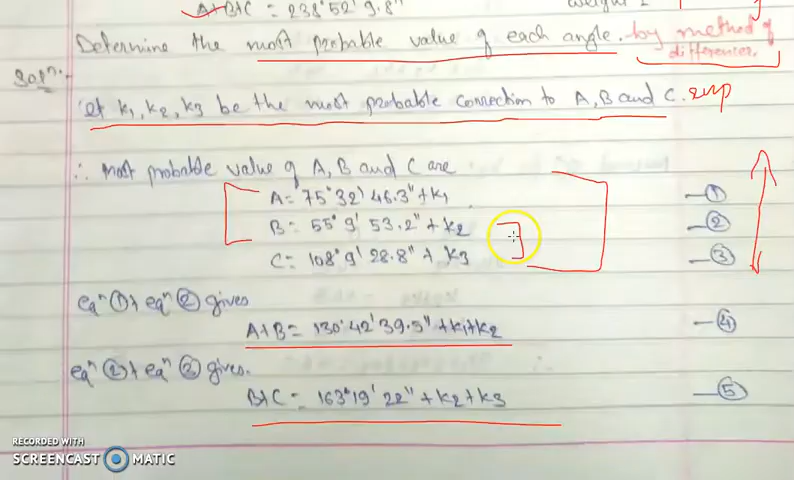 A+B+C = 238° 52' 9.8"
weight 2
Determine the most probable value of each angle. by method of
differences.
Solⁿ:-
let k1, k2, k3 be the most probable correction to A, B and C. resp
∴ Most probable value of A, B and C are
A = 75° 32' 46.3" + k1 —①
B = 55° 9' 53.2" + k2 —②
C = 108° 9' 28.8" + k3 —③
eqⁿ ① + eqⁿ ② gives
A+B = 130° 42' 39.5" + k1+k2 —④
eqⁿ ② + eqⁿ ③ gives.
B+C = 163° 19' 22" + k2 + k3 —⑤
RECORDED WITH
SCREENCAST MATIC